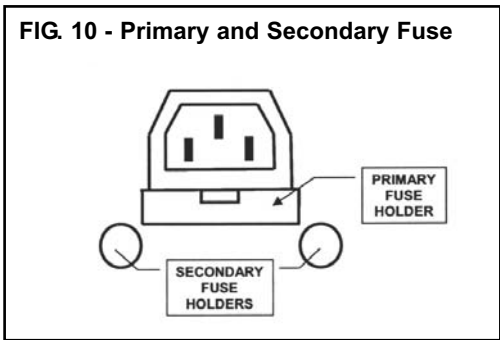 FIG. 10 - Primary and Secondary Fuse
PRIMARY
FUSE
HOLDER
SECONDARY
FUSE
HOLDERS